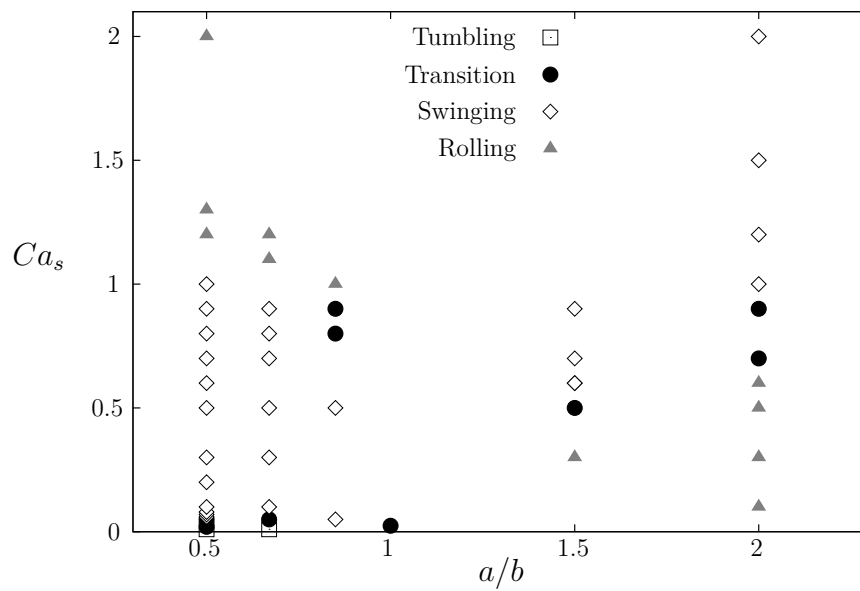 2
Tumbling
Transition
Swinging
Rolling
1.5
Ca_s
1
0.5
0
0.5 1 1.5 2
a/b